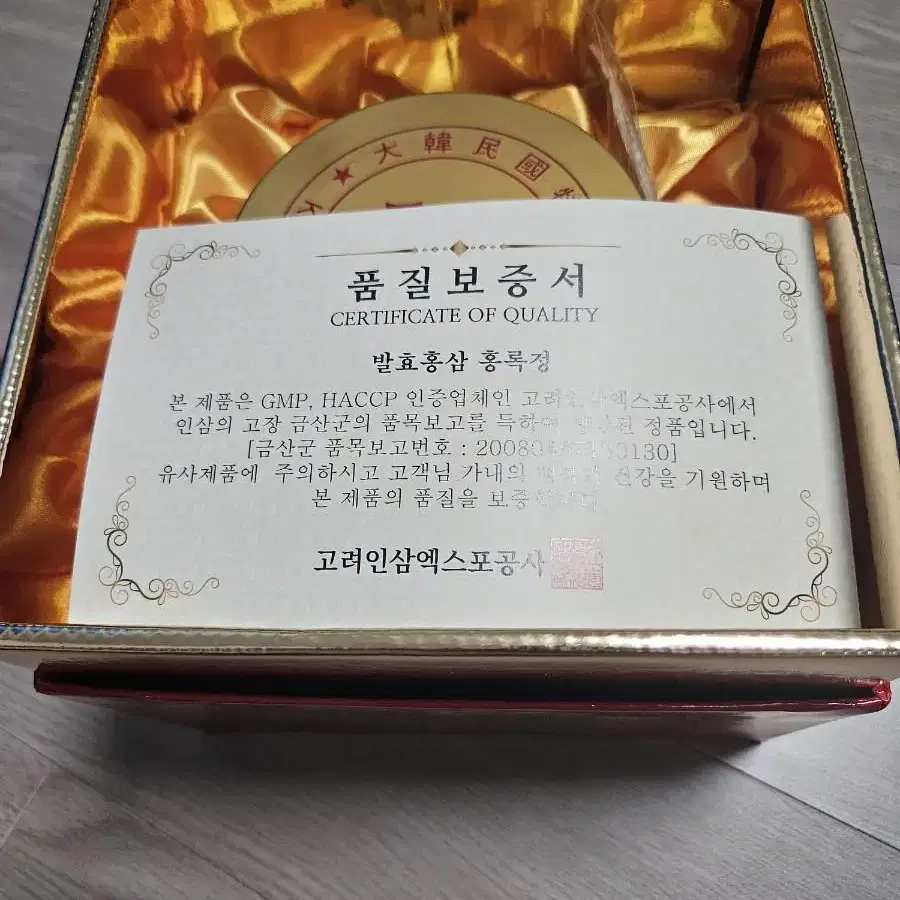 ★ 大韓民國
품질보증서
CERTIFICATE OF QUALITY
발효홍삼 홍록정
본 제품은 GMP, HACCP 인증업체인 고려인삼엑스포공사에서
인삼의 고장 금산군의 품목보고를 득하여 정품입니다.
[금산군 품목보고번호 :
유사제품에 주의하시고 고객님 가내의 건강을 기원하며
본 제품의 품질을 보증합니다
고려인삼엑스포공사